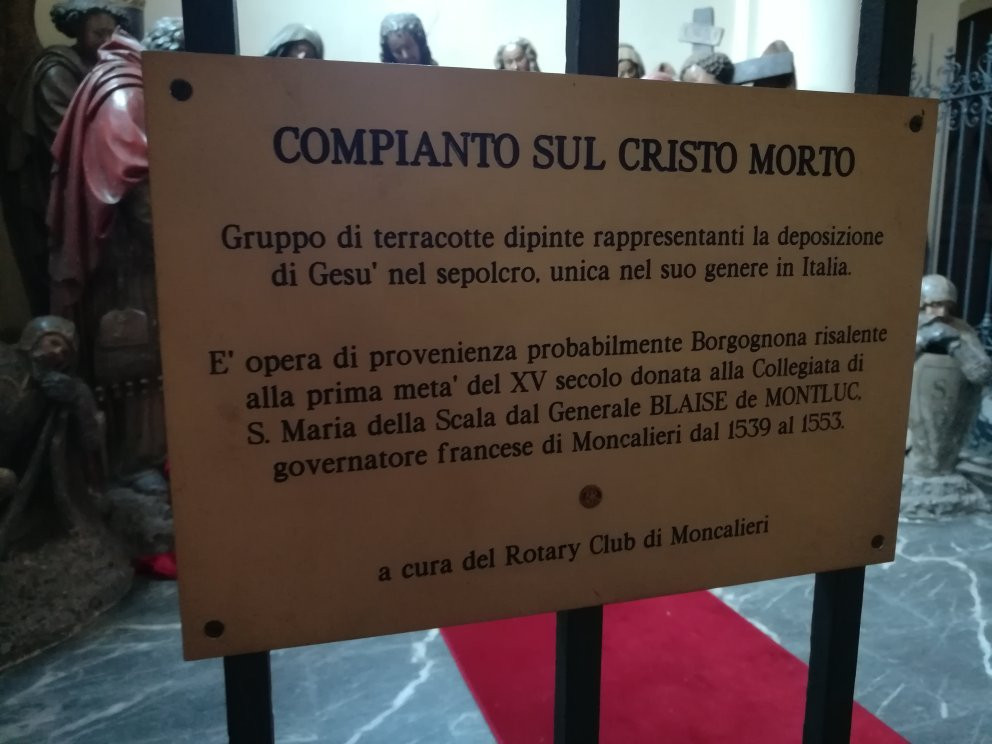 COMPIANTO SUL CRISTO MORTO
Gruppo di terracotte dipinte rappresentanti la deposizione
di Gesu' nel sepolcro, unica nel suo genere in Italia.
E' opera di provenienza probabilmente Borgognona risalente
alla prima meta' del XV secolo donata alla Collegiata di
S. Maria della Scala dal Generale BLAISE de MONTLUC,
governatore francese di Moncalieri dal 1539 al 1553.
a cura del Rotary Club di Moncalieri